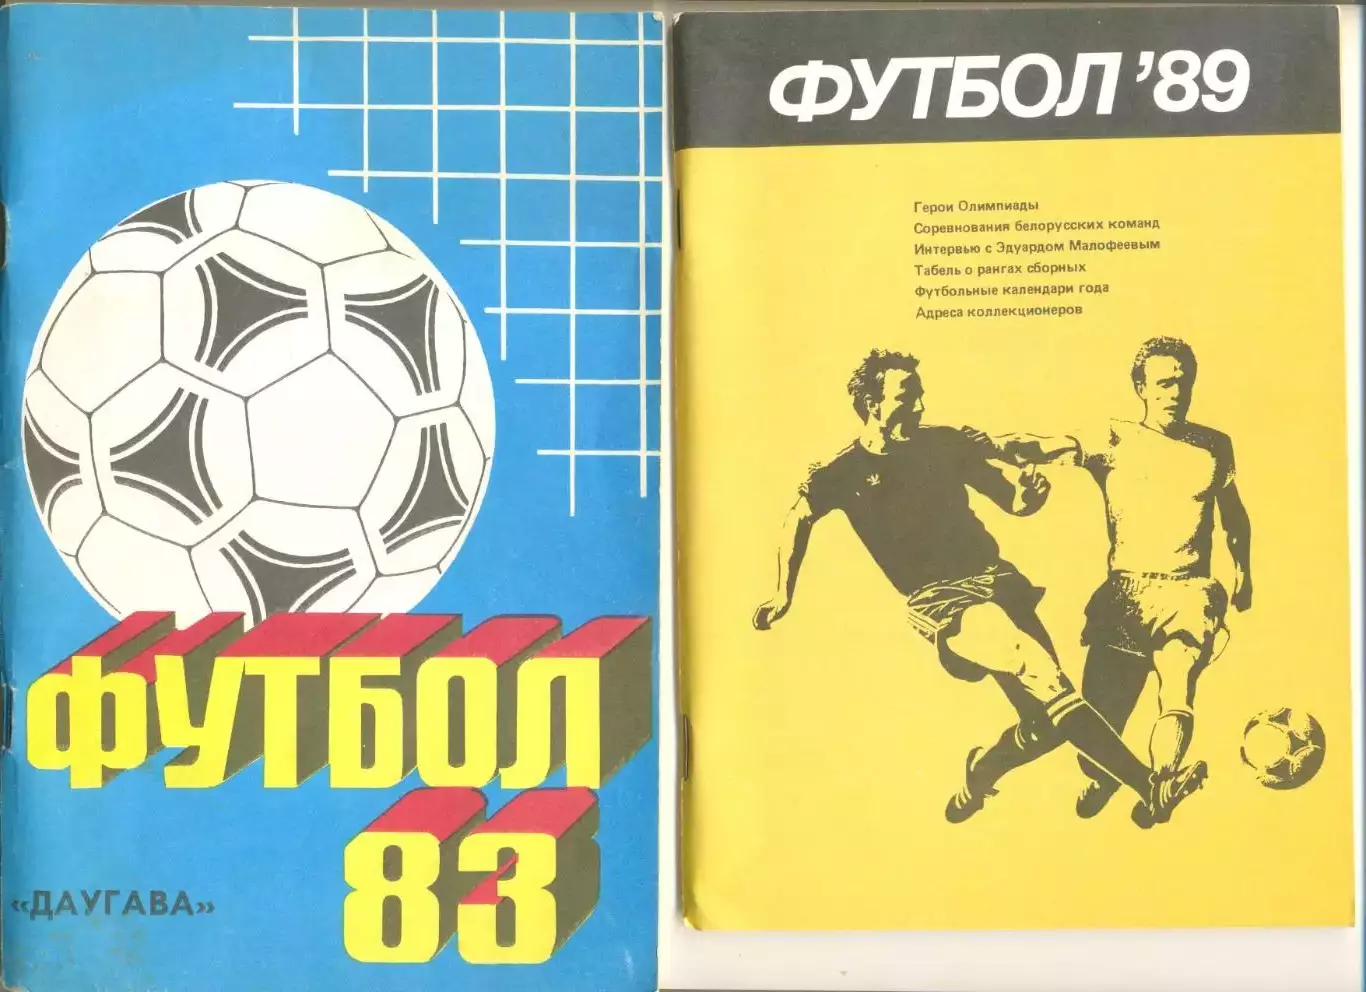 ФУТБОЛ
83
«ДАУГАВА»
ФУТБОЛ '89
Герои Олимпиады
Соревнования белорусских команд
Интервью с Эдуардом Малофеевым
Табель о рангах сборных
Футбольные календари года
Адреса коллекционеров